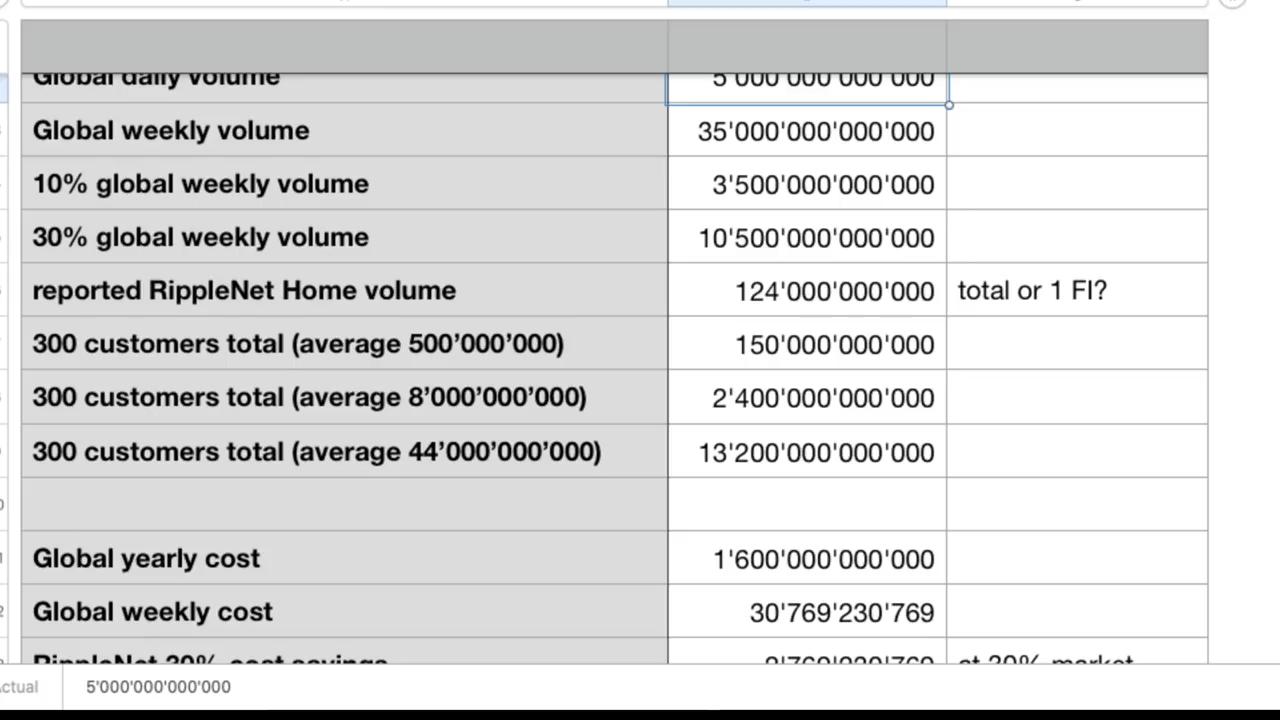 Global daily volume 5'000'000'000'000
Global weekly volume 35'000'000'000'000
10% global weekly volume 3'500'000'000'000
30% global weekly volume 10'500'000'000'000
reported RippleNet Home volume 124'000'000'000 total or 1 FI?
300 customers total (average 500’000’000) 150'000'000'000
300 customers total (average 8’000’000’000) 2'400'000'000'000
300 customers total (average 44’000’000’000) 13'200'000'000'000
Global yearly cost 1'600'000'000'000
Global weekly cost 30'769'230'769
RippleNet cost savings market
5'000'000'000'000